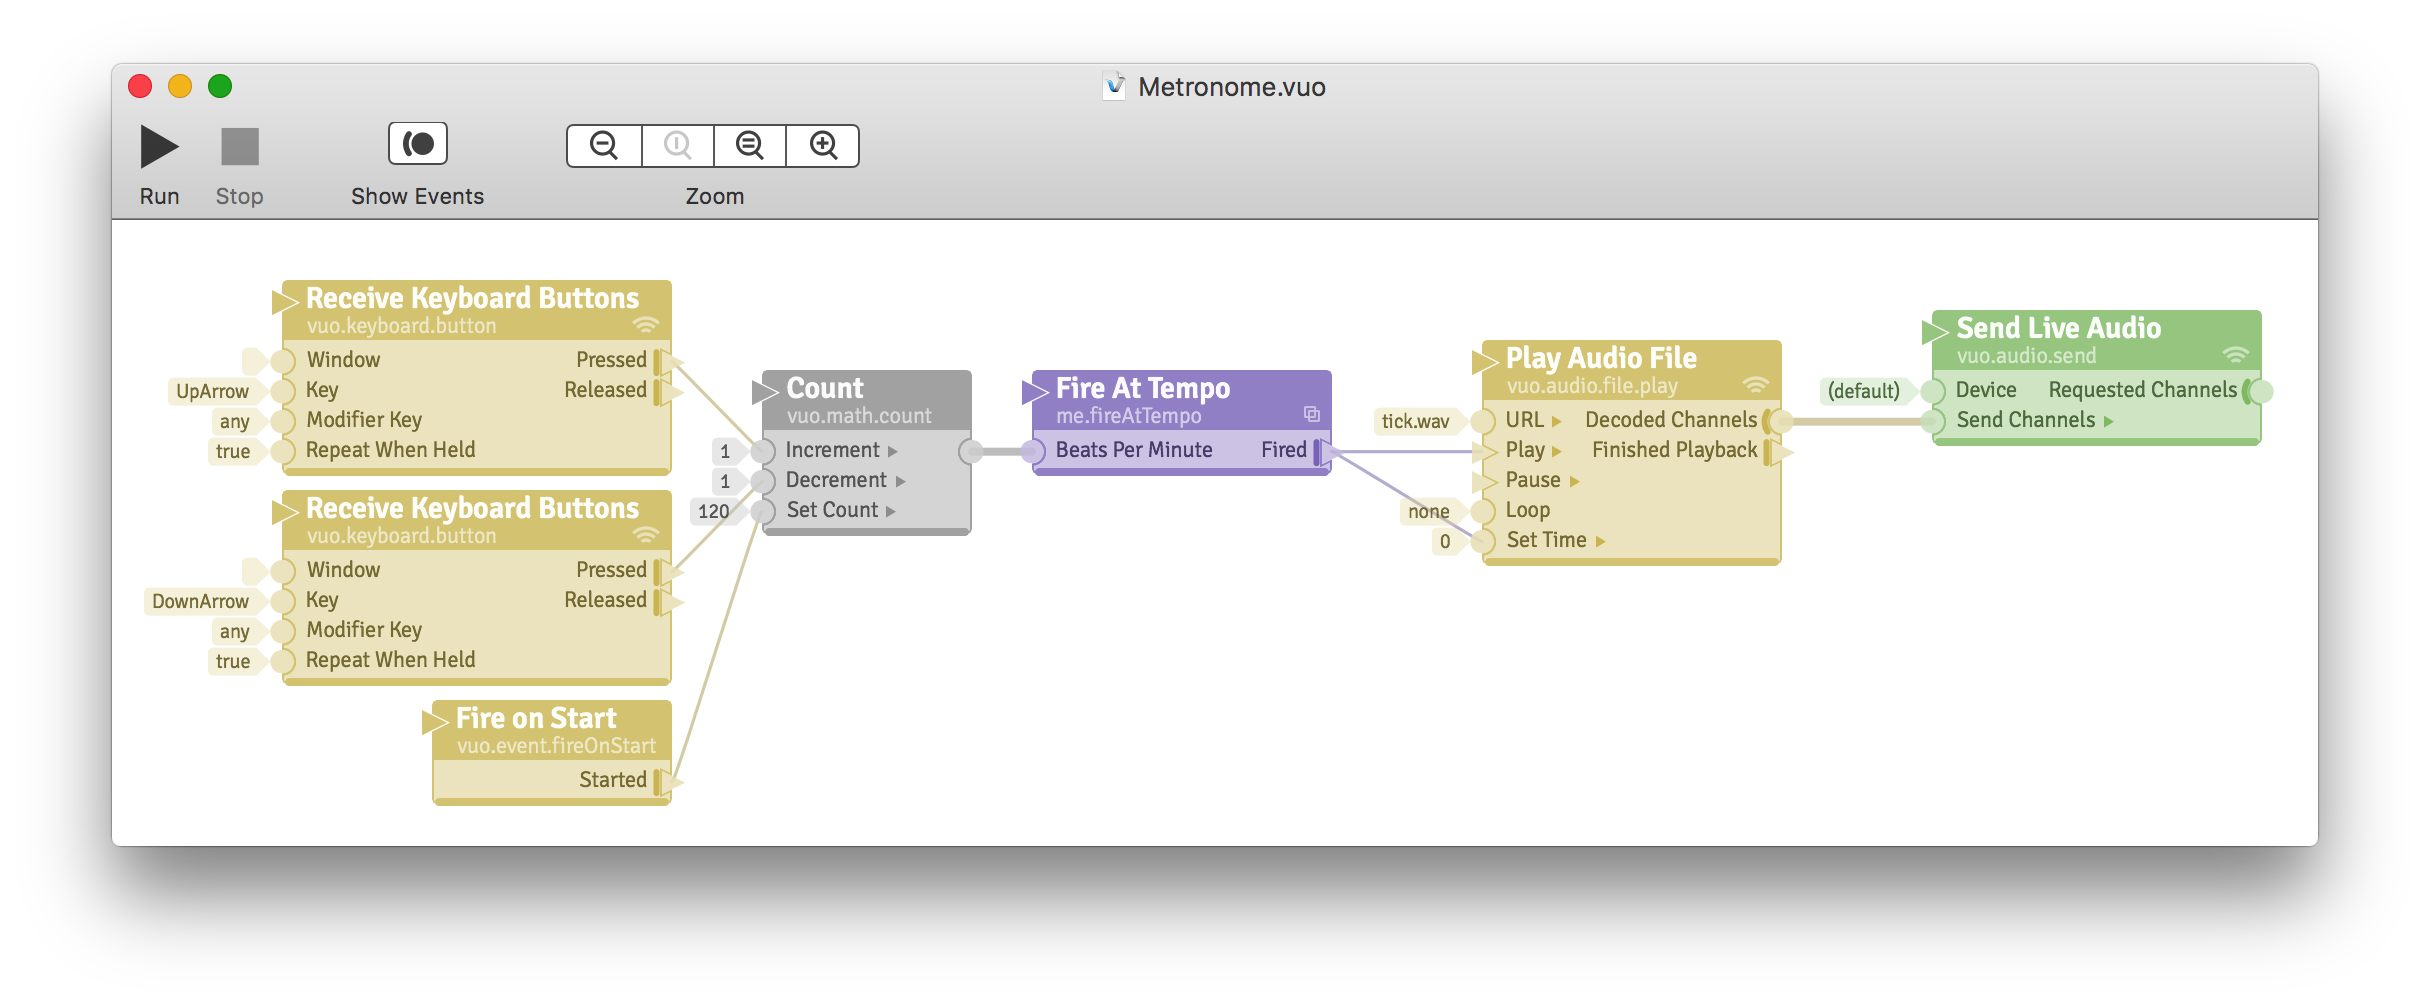 Metronome.vuo
Run
Stop
Show Events
Zoom
Receive Keyboard Buttons
vuo.keyboard.button
Window
Pressed
UpArrow
Key
Released
any
Modifier Key
true
Repeat When Held
Receive Keyboard Buttons
vuo.keyboard.button
Window
Pressed
DownArrow
Key
Released
any
Modifier Key
true
Repeat When Held
Fire on Start
vuo.event.fireOnStart
Started
Count
vuo.math.count
1
Increment
1
Decrement
120
Set Count
Fire At Tempo
me.fireAtTempo
Beats Per Minute
Fired
Play Audio File
vuo.audio.file.play
tick.wav
URL
Decoded Channels
Play
Finished Playback
Pause
none
Loop
0
Set Time
Send Live Audio
vuo.audio.send
(default)
Device
Requested Channels
Send Channels